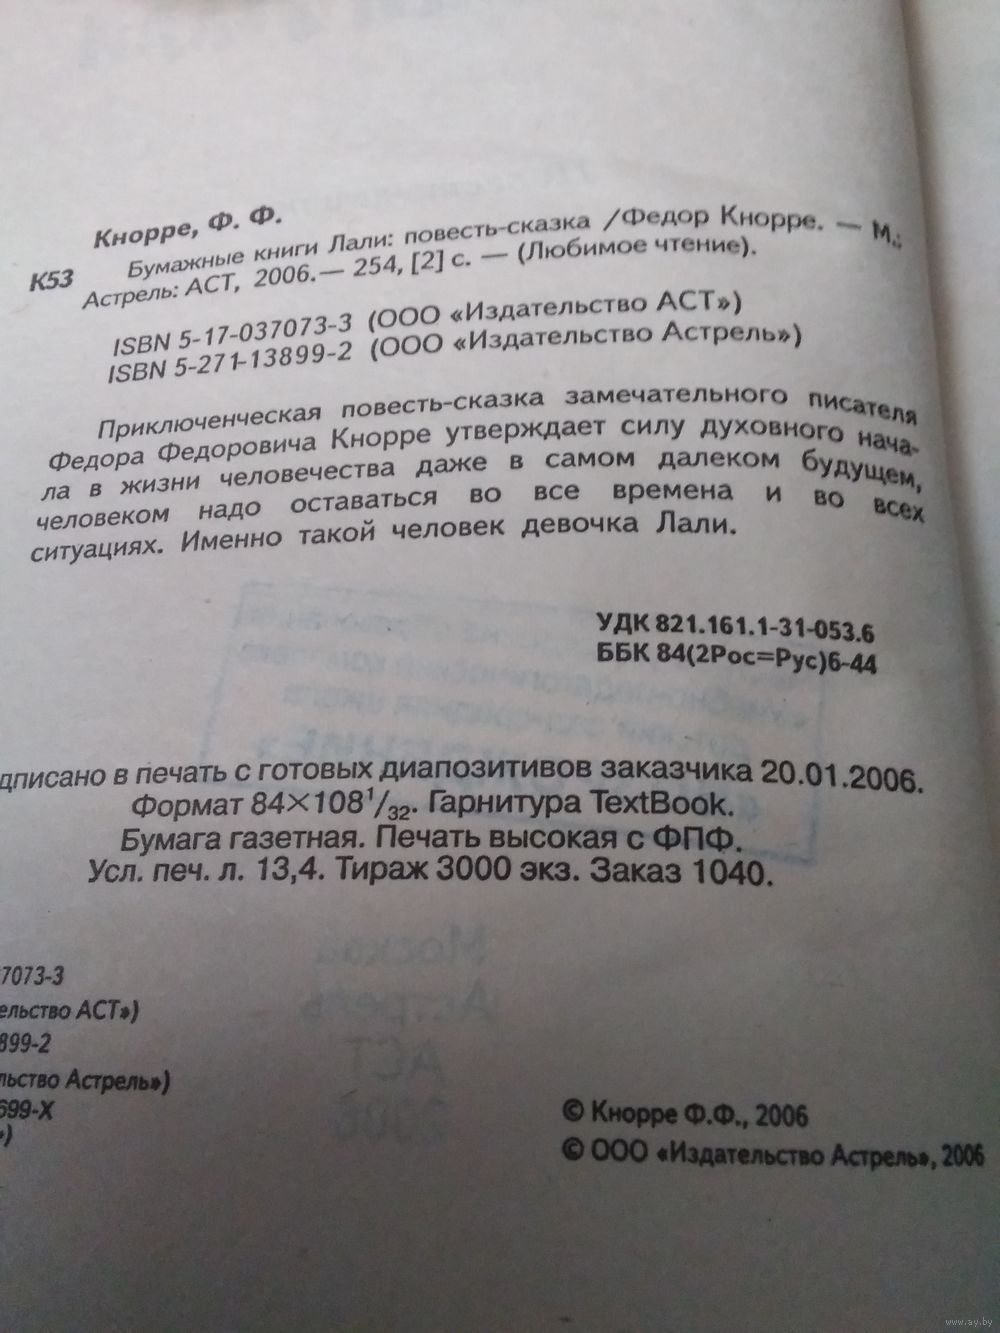 Кнорре, Ф. Ф.
К53 Бумажные книги Лали: повесть-сказка /Федор Кнорре. — М.:
Астрель: АСТ, 2006.— 254, [2] с. — (Любимое чтение).
ISBN 5-17-037073-3 (ООО «Издательство АСТ»)
ISBN 5-271-13899-2 (ООО «Издательство Астрель»)
Приключенческая повесть-сказка замечательного писателя
Федора Федоровича Кнорре утверждает силу духовного нача-
ла в жизни человечества даже в самом далеком будущем,
человеком надо оставаться во все времена и во всех
ситуациях. Именно такой человек девочка Лали.
УДК 821.161.1-31-053.6
ББК 84(2Рос=Рус)6-44
дписано в печать с готовых диапозитивов заказчика 20.01.2006.
Формат 84×108¹/₃₂. Гарнитура TextBook.
Бумага газетная. Печать высокая с ФПФ.
Усл. печ. л. 13,4. Тираж 3000 экз. Заказ 1040.
7073-3
ельство АСТ»)
899-2
льство Астрель»)
699-X
»)
© Кнорре Ф.Ф., 2006
© ООО «Издательство Астрель», 2006
www.ay.by